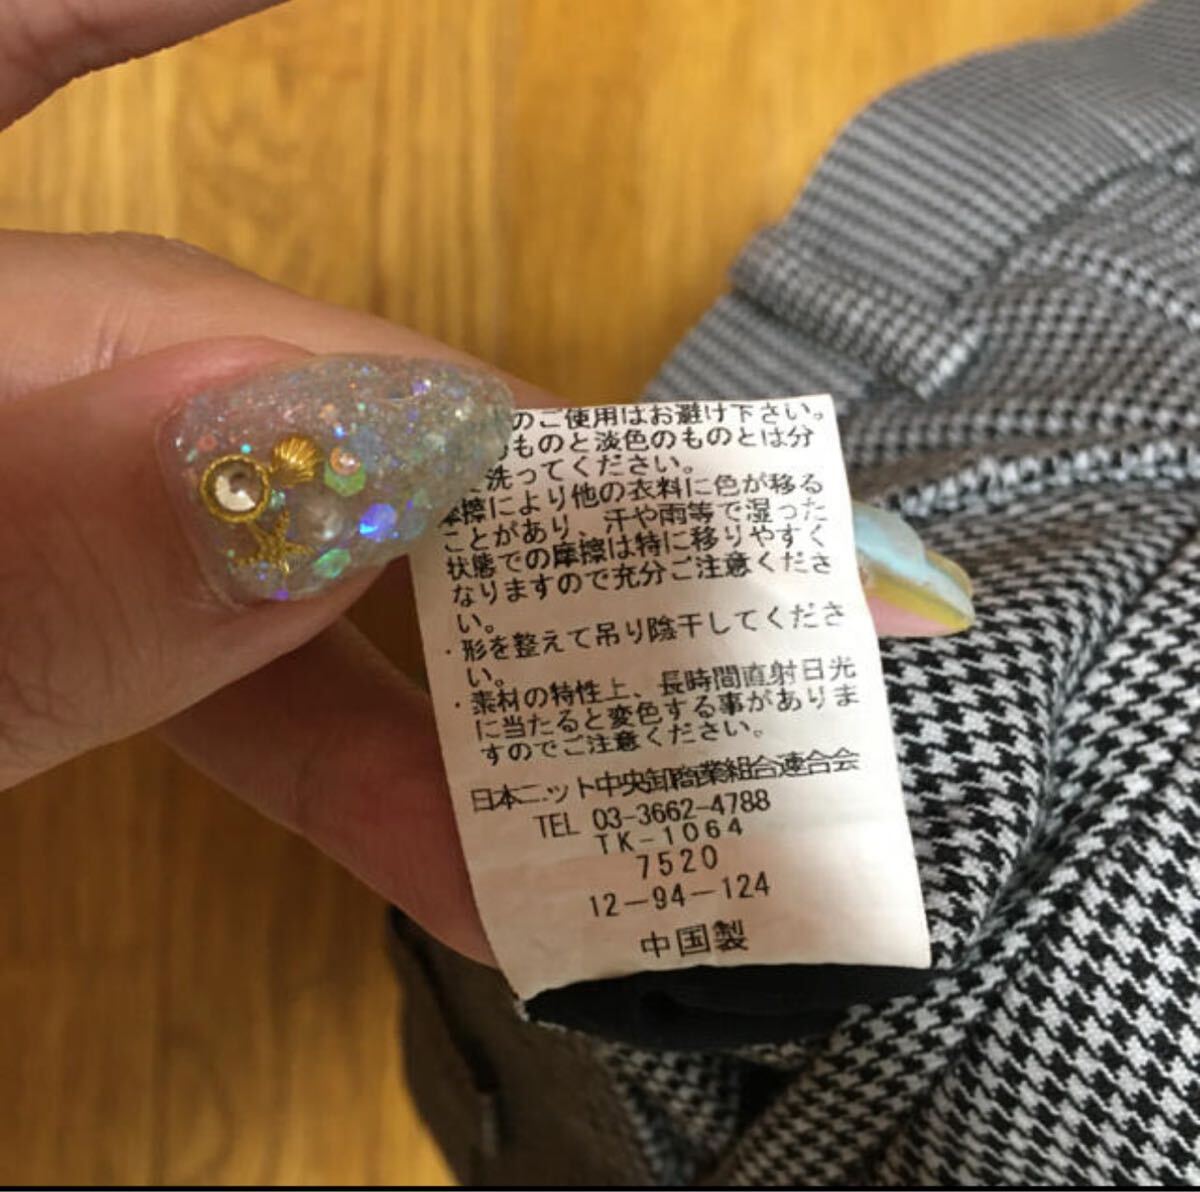 のご使用はお避け下さい。
ものと淡色のものとは分
洗ってください。
擦により他の衣料に色が移る
ことがあり、汗や雨等で湿った
状態での摩擦は特に移りやすく
なりますので充分ご注意くださ
い。
・形を整えて吊り陰干してくださ
い。
・素材の特性上、長時間直射日光
に当たると変色する事がありま
すのでご注意ください。
日本ニット中央卸商業組合連合会
TEL 03-3662-4788
TK-1064
7520
12-94-124
中国製